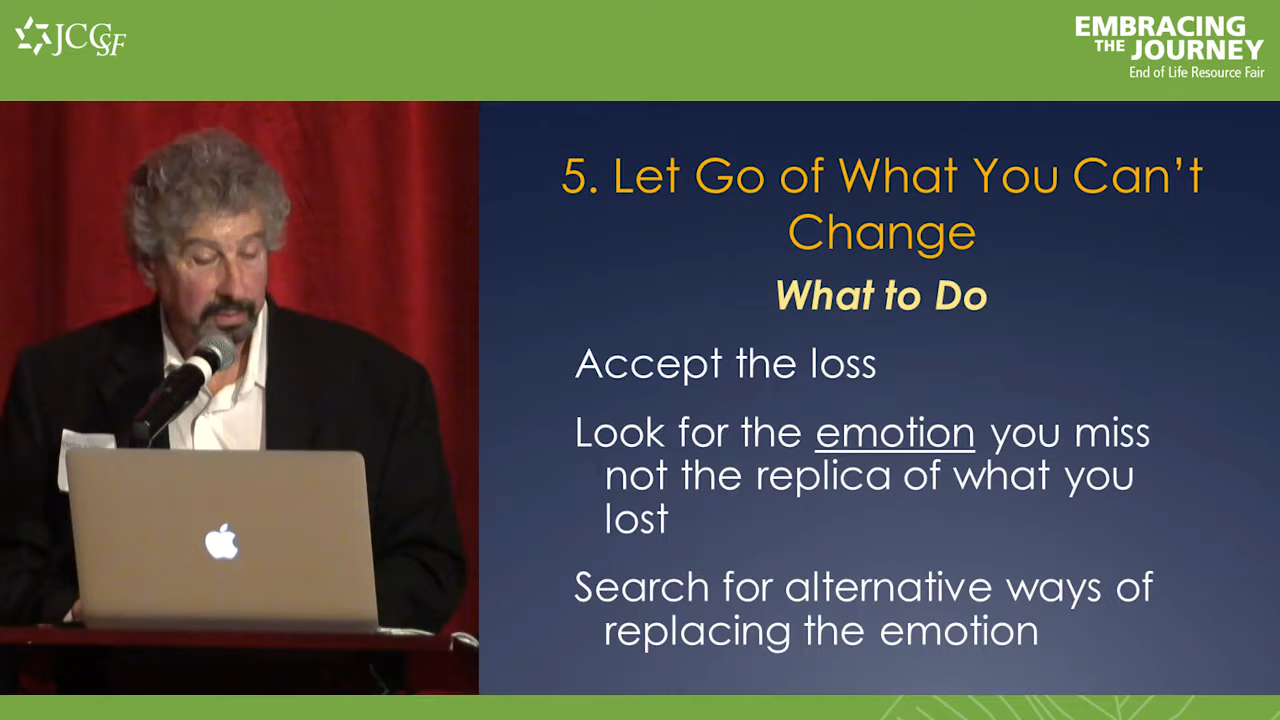 JCCSF
EMBRACING
THE JOURNEY
End of Life Resource Fair
5. Let Go of What You Can't
Change
What to Do
Accept the loss
Look for the emotion you miss
not the replica of what you
lost
Search for alternative ways of
replacing the emotion